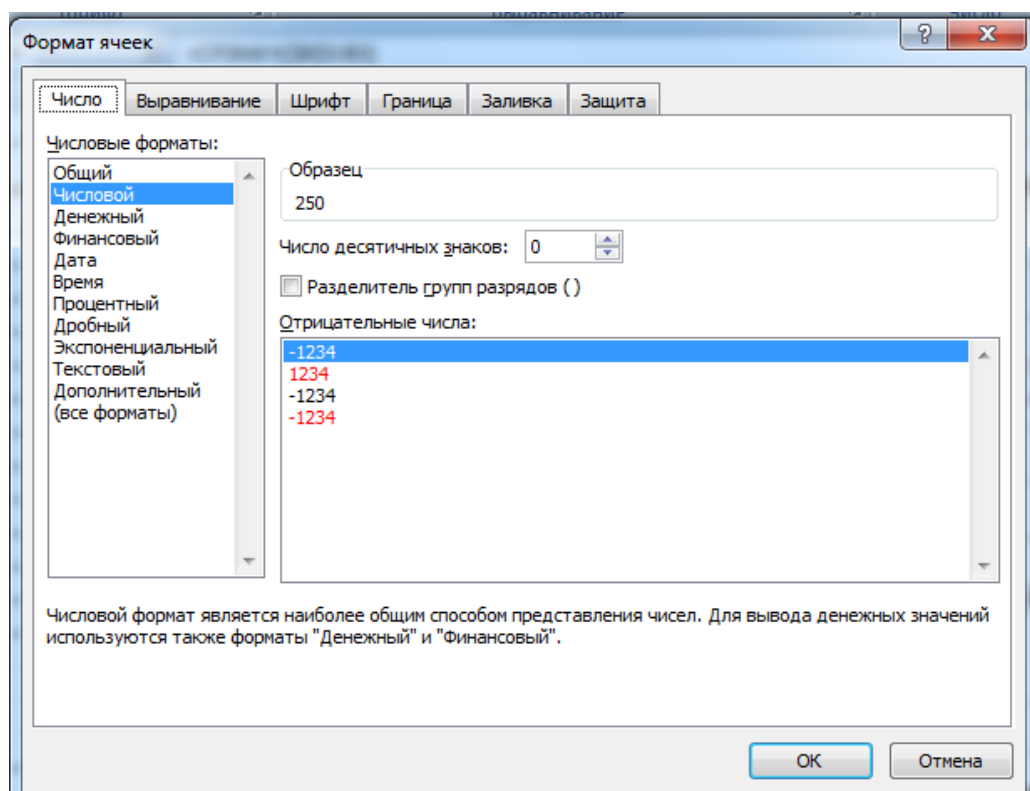 Формат ячеек
Число Выравнивание Шрифт Граница Заливка Защита
Числовые форматы:
Общий
Числовой
Денежный
Финансовый
Дата
Время
Процентный
Дробный
Экспоненциальный
Текстовый
Дополнительный
(все форматы)
Образец
250
Число десятичных знаков: 0
Разделитель групп разрядов ( )
Отрицательные числа:
-1234
1234
-1234
-1234
Числовой формат является наиболее общим способом представления чисел. Для вывода денежных значений
используются также форматы "Денежный" и "Финансовый".
ОК Отмена